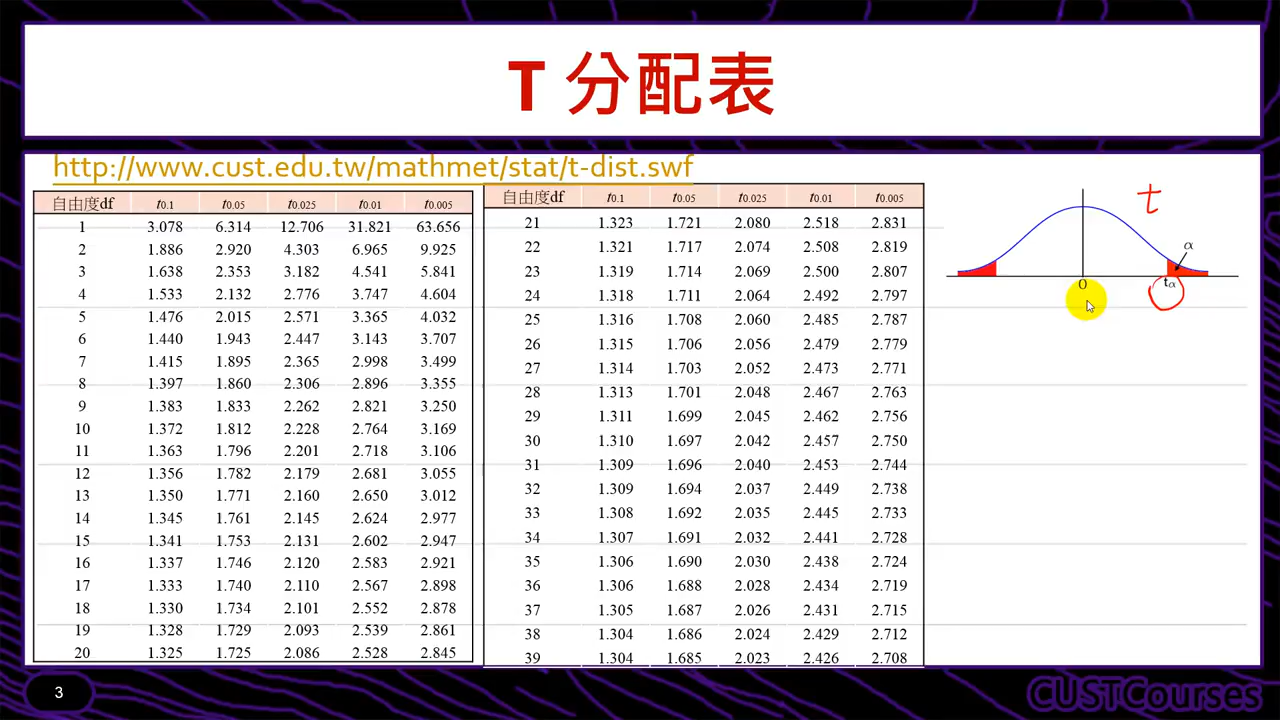 T 分配表
http://www.cust.edu.tw/mathmet/stat/t-dist.swf
自由度df t0.1 t0.05 t0.025 t0.01 t0.005
1 3.078 6.314 12.706 31.821 63.656
2 1.886 2.920 4.303 6.965 9.925
3 1.638 2.353 3.182 4.541 5.841
4 1.533 2.132 2.776 3.747 4.604
5 1.476 2.015 2.571 3.365 4.032
6 1.440 1.943 2.447 3.143 3.707
7 1.415 1.895 2.365 2.998 3.499
8 1.397 1.860 2.306 2.896 3.355
9 1.383 1.833 2.262 2.821 3.250
10 1.372 1.812 2.228 2.764 3.169
11 1.363 1.796 2.201 2.718 3.106
12 1.356 1.782 2.179 2.681 3.055
13 1.350 1.771 2.160 2.650 3.012
14 1.345 1.761 2.145 2.624 2.977
15 1.341 1.753 2.131 2.602 2.947
16 1.337 1.746 2.120 2.583 2.921
17 1.333 1.740 2.110 2.567 2.898
18 1.330 1.734 2.101 2.552 2.878
19 1.328 1.729 2.093 2.539 2.861
20 1.325 1.725 2.086 2.528 2.845
自由度df t0.1 t0.05 t0.025 t0.01 t0.005
21 1.323 1.721 2.080 2.518 2.831
22 1.321 1.717 2.074 2.508 2.819
23 1.319 1.714 2.069 2.500 2.807
24 1.318 1.711 2.064 2.492 2.797
25 1.316 1.708 2.060 2.485 2.787
26 1.315 1.706 2.056 2.479 2.779
27 1.314 1.703 2.052 2.473 2.771
28 1.313 1.701 2.048 2.467 2.763
29 1.311 1.699 2.045 2.462 2.756
30 1.310 1.697 2.042 2.457 2.750
31 1.309 1.696 2.040 2.453 2.744
32 1.309 1.694 2.037 2.449 2.738
33 1.308 1.692 2.035 2.445 2.733
34 1.307 1.691 2.032 2.441 2.728
35 1.306 1.690 2.030 2.438 2.724
36 1.306 1.688 2.028 2.434 2.719
37 1.305 1.687 2.026 2.431 2.715
38 1.304 1.686 2.024 2.429 2.712
39 1.304 1.685 2.023 2.426 2.708
t
α
0 tα
3
CUSTCourses